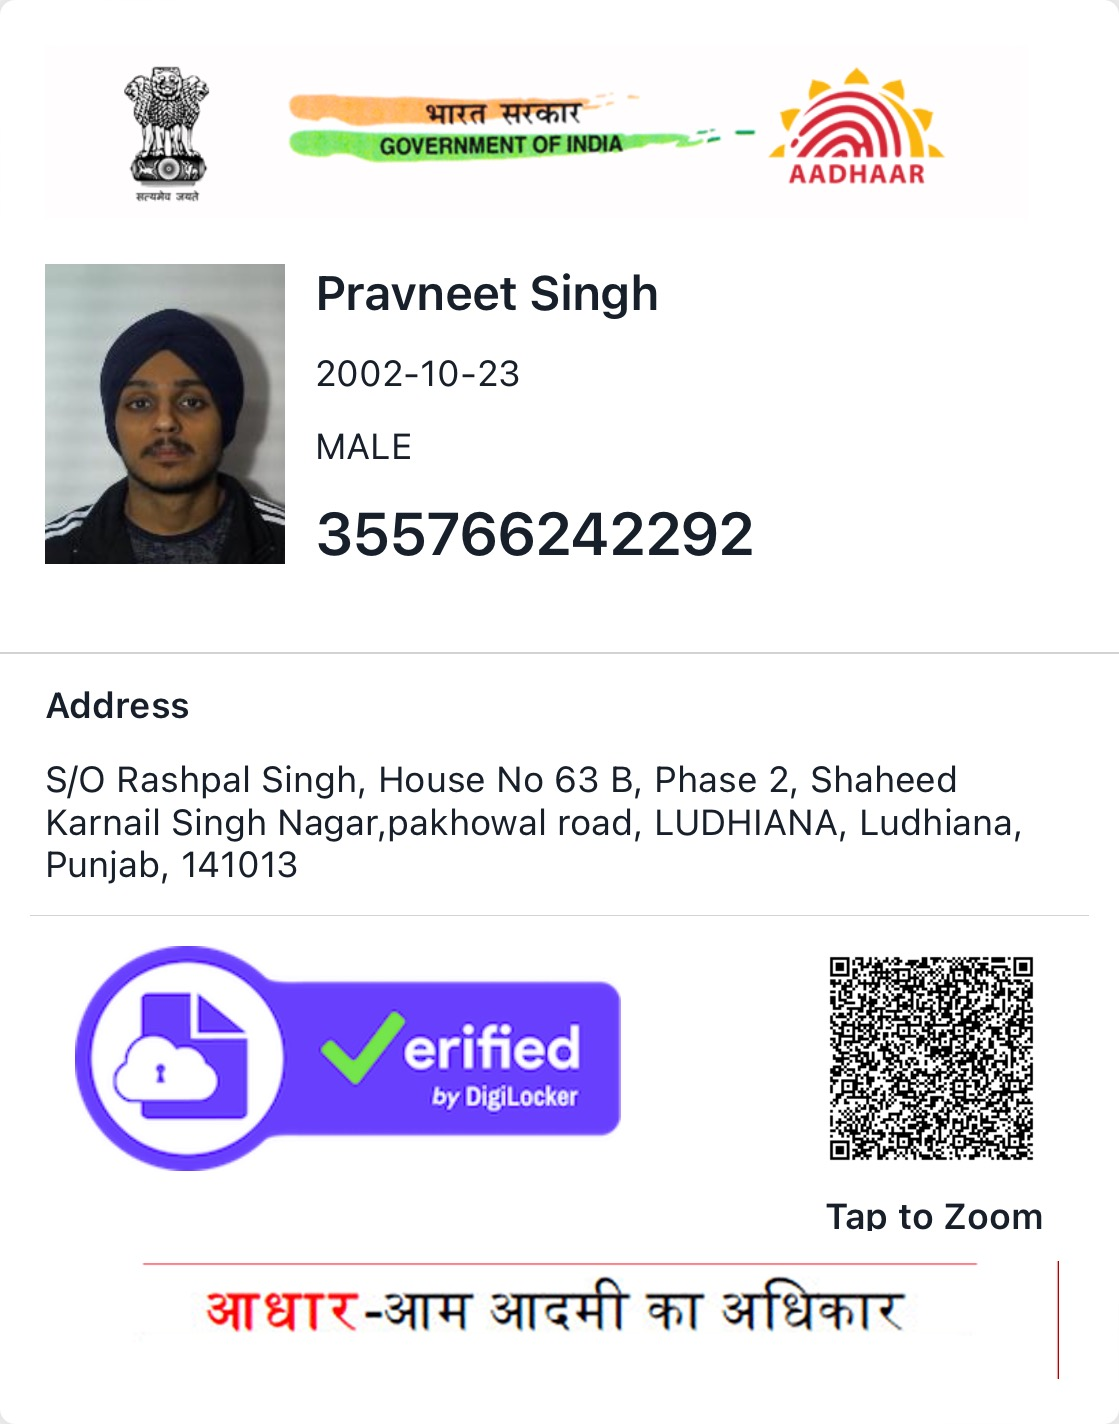 सत्यमेव जयते
भारत सरकार
GOVERNMENT OF INDIA
AADHAAR
Pravneet Singh
2002-10-23
MALE
355766242292
Address
S/O Rashpal Singh, House No 63 B, Phase 2, Shaheed
Karnail Singh Nagar,pakhowal road, LUDHIANA, Ludhiana,
Punjab, 141013
Verified
by DigiLocker
Tap to Zoom
आधार-आम आदमी का अधिकार